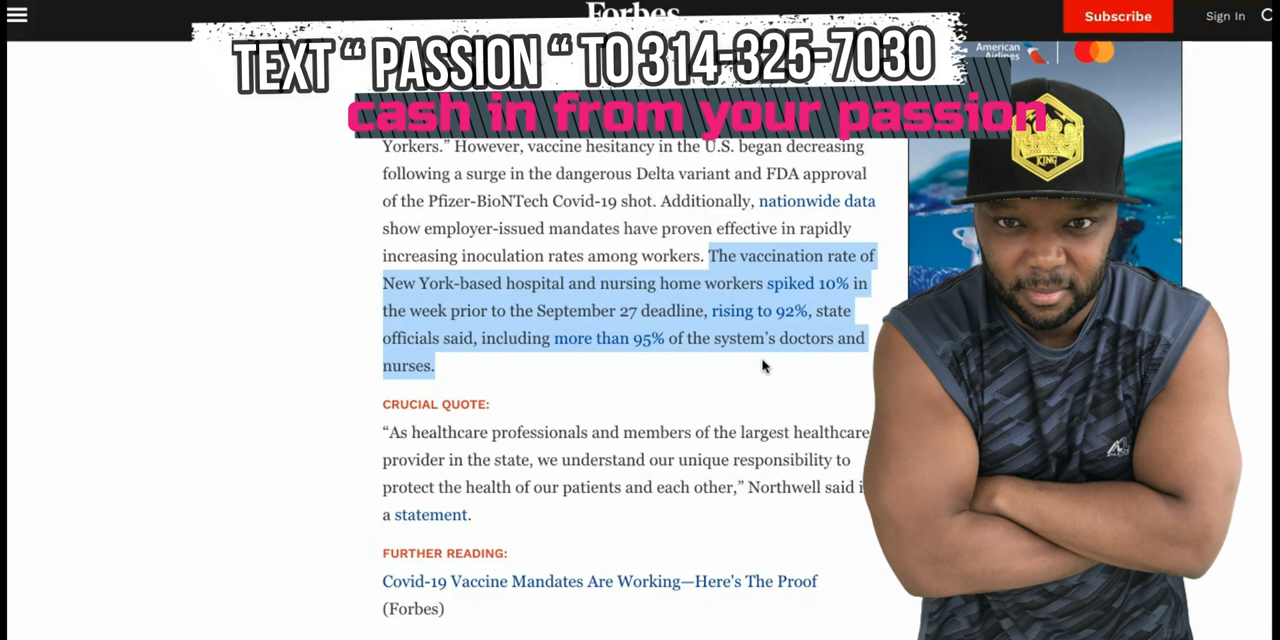 Forbes
Subscribe
Sign In
TEXT “ PASSION “ TO 314-325-7030
cash in from your passion
American
Airlines
KING
Yorkers.” However, vaccine hesitancy in the U.S. began decreasing
following a surge in the dangerous Delta variant and FDA approval
of the Pfizer-BioNTech Covid-19 shot. Additionally, nationwide data
show employer-issued mandates have proven effective in rapidly
increasing inoculation rates among workers. The vaccination rate of
New York-based hospital and nursing home workers spiked 10% in
the week prior to the September 27 deadline, rising to 92%, state
officials said, including more than 95% of the system’s doctors and
nurses.
CRUCIAL QUOTE:
“As healthcare professionals and members of the largest healthcare
provider in the state, we understand our unique responsibility to
protect the health of our patients and each other,” Northwell said
a statement.
FURTHER READING:
Covid-19 Vaccine Mandates Are Working—Here's The Proof
(Forbes)